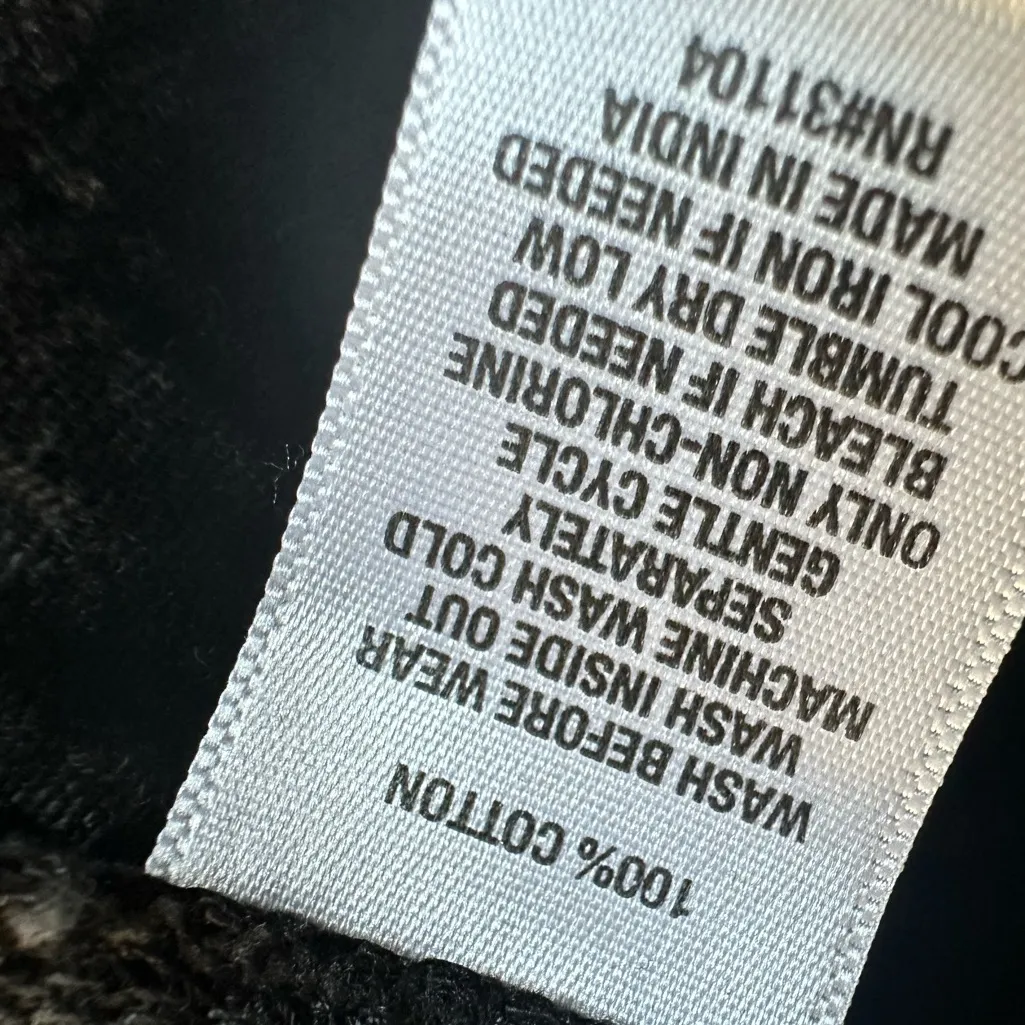 100% COTTON
WASH BEFORE WEAR
WASH INSIDE OUT
MACHINE WASH COLD
SEPARATELY
GENTLE CYCLE
ONLY NON-CHLORINE
BLEACH IF NEEDED
TUMBLE DRY LOW
COOL IRON IF NEEDED
MADE IN INDIA
RN#31104